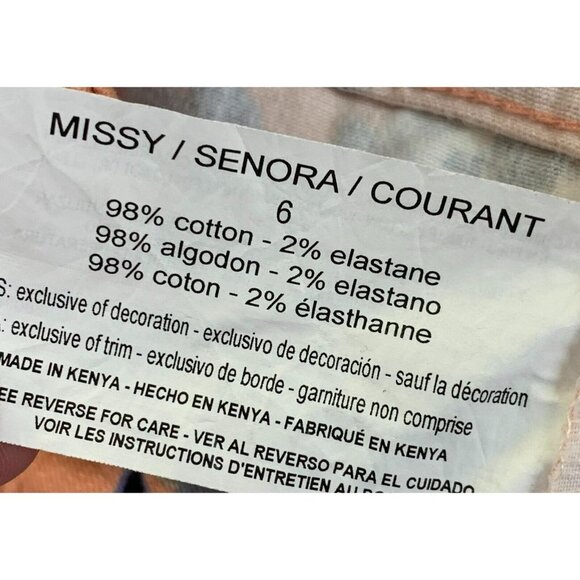 MISSY / SENORA / COURANT
6
98% cotton - 2% elastane
98% algodon - 2% elastano
98% coton - 2% élasthanne
S: exclusive of decoration - exclusivo de decoración - sauf la décoration
: exclusive of trim - exclusivo de borde - garniture non comprise
MADE IN KENYA - HECHO EN KENYA - FABRIQUÉ EN KENYA
EE REVERSE FOR CARE - VER AL REVERSO PARA EL CUIDADO
VOIR LES INSTRUCTIONS D'ENTRETIEN AU